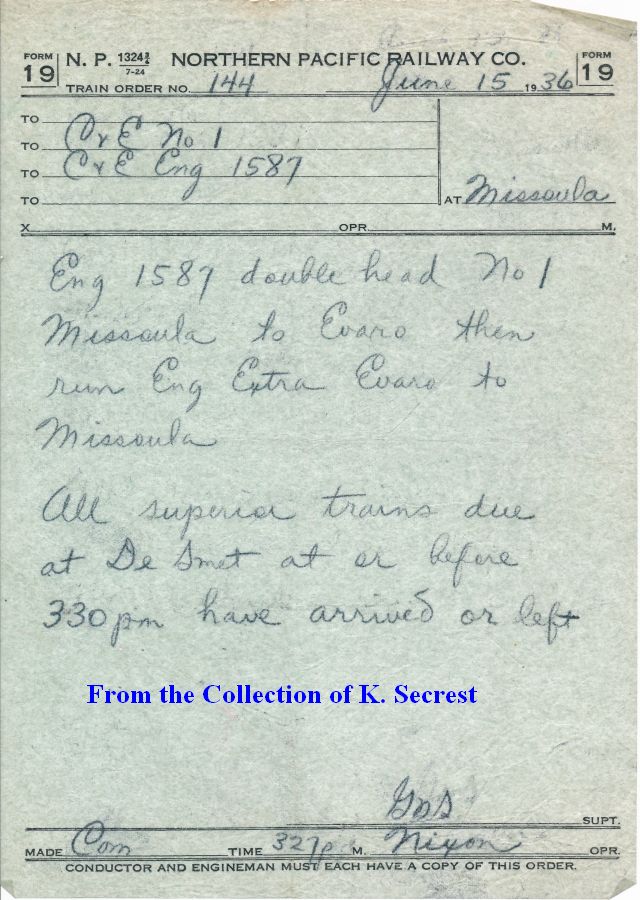 FORM 19 N. P. 1324 3/4 7-24 NORTHERN PACIFIC RAILWAY CO. FORM 19
TRAIN ORDER NO. 144 June 15 1936
TO
TO C & E No 1
TO C & E Eng 1587
TO AT Missoula
X OPR. M.
Eng 1587 double head No 1
Missoula to Evaro then
run Eng Extra Evaro to
Missoula
All superior trains due
at De Smet at or before
330 pm have arrived or left
From the Collection of K. Secrest
SUPT.
MADE Com TIME 327 p M. Nixon OPR.
CONDUCTOR AND ENGINEMAN MUST EACH HAVE A COPY OF THIS ORDER.